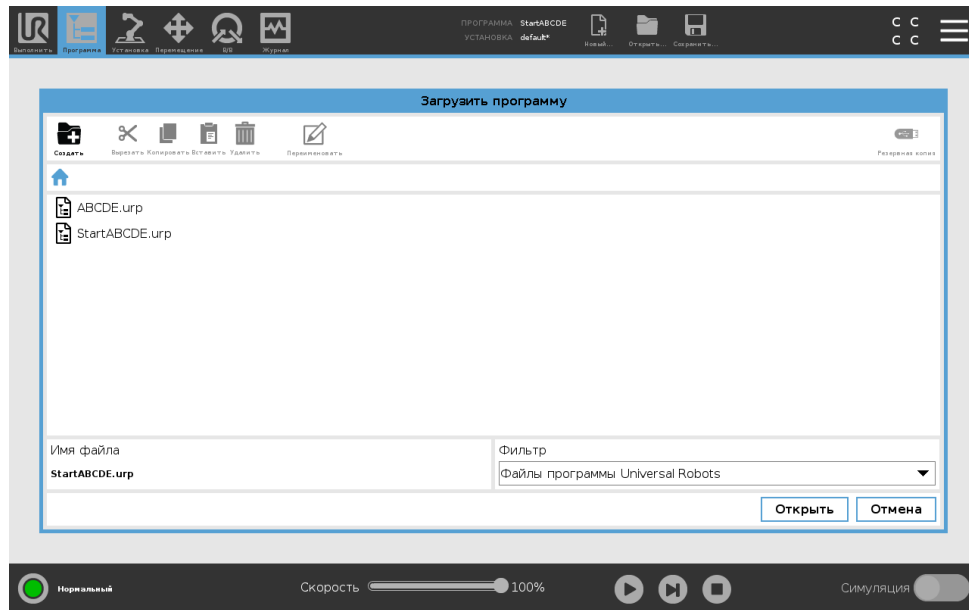 ПРОГРАММА StartABCDE
УСТАНОВКА default*
Выполнить Программа Установка Перемещение В/В Журнал
Новый... Открыть... Сохранить...
C C
C C
Загрузить программу
Создать Вырезать Копировать Вставить Удалить Переименовать Резервная копия
ABCDE.urp
StartABCDE.urp
Имя файла
StartABCDE.urp
Фильтр
Файлы программы Universal Robots
Открыть Отмена
Нормальный
Скорость 100%
Симуляция